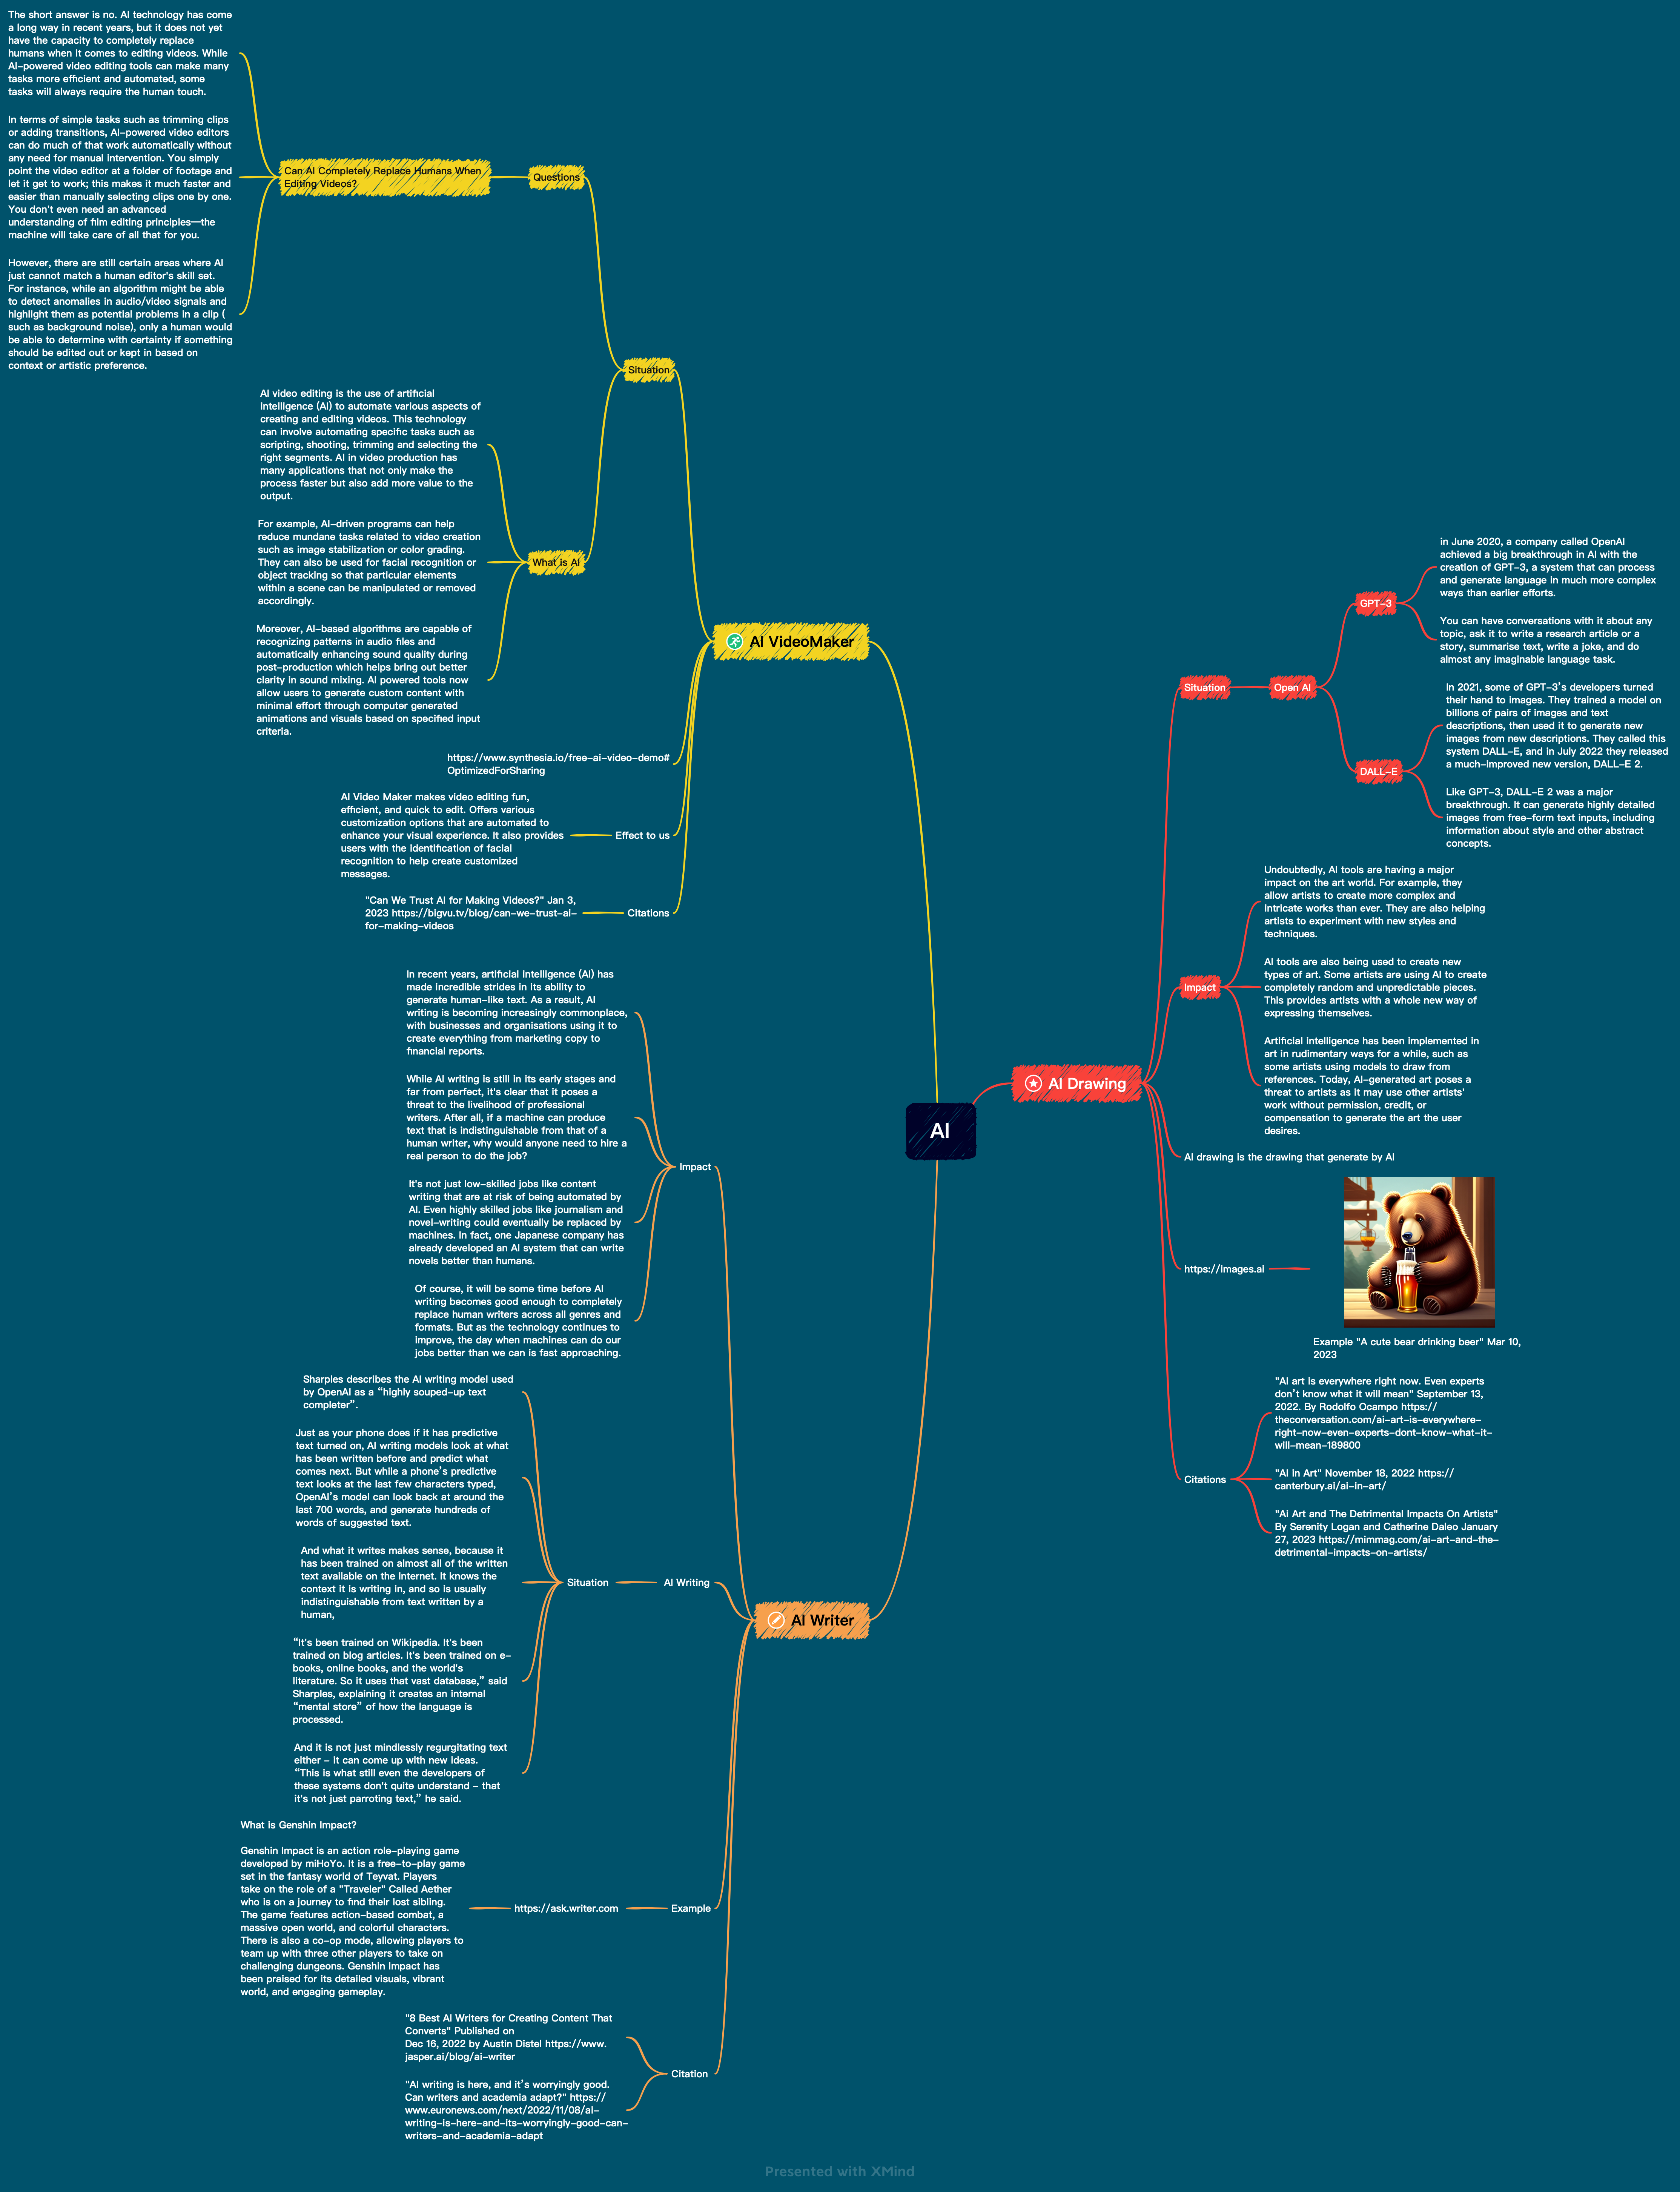 AI
AI VideoMaker
Situation
Questions
Can AI Completely Replace Humans When
Editing Videos?
The short answer is no. AI technology has come
a long way in recent years, but it does not yet
have the capacity to completely replace
humans when it comes to editing videos. While
AI-powered video editing tools can make many
tasks more efficient and automated, some
tasks will always require the human touch.
In terms of simple tasks such as trimming clips
or adding transitions, AI-powered video editors
can do much of that work automatically without
any need for manual intervention. You simply
point the video editor at a folder of footage and
let it get to work; this makes it much faster and
easier than manually selecting clips one by one.
You don't even need an advanced
understanding of film editing principles—the
machine will take care of all that for you.
However, there are still certain areas where AI
just cannot match a human editor's skill set.
For instance, while an algorithm might be able
to detect anomalies in audio/video signals and
highlight them as potential problems in a clip (
such as background noise), only a human would
be able to determine with certainty if something
should be edited out or kept in based on
context or artistic preference.
What is AI
AI video editing is the use of artificial
intelligence (AI) to automate various aspects of
creating and editing videos. This technology
can involve automating specific tasks such as
scripting, shooting, trimming and selecting the
right segments. AI in video production has
many applications that not only make the
process faster but also add more value to the
output.
For example, AI-driven programs can help
reduce mundane tasks related to video creation
such as image stabilization or color grading.
They can also be used for facial recognition or
object tracking so that particular elements
within a scene can be manipulated or removed
accordingly.
Moreover, AI-based algorithms are capable of
recognizing patterns in audio files and
automatically enhancing sound quality during
post-production which helps bring out better
clarity in sound mixing. AI powered tools now
allow users to generate custom content with
minimal effort through computer generated
animations and visuals based on specified input
criteria.
https://www.synthesia.io/free-ai-video-demo#
OptimizedForSharing
Effect to us
AI Video Maker makes video editing fun,
efficient, and quick to edit. Offers various
customization options that are automated to
enhance your visual experience. It also provides
users with the identification of facial
recognition to help create customized
messages.
Citations
"Can We Trust AI for Making Videos?" Jan 3,
2023 https://bigvu.tv/blog/can-we-trust-ai-
for-making-videos
AI Drawing
Situation
Open AI
GPT-3
in June 2020, a company called OpenAI
achieved a big breakthrough in AI with the
creation of GPT-3, a system that can process
and generate language in much more complex
ways than earlier efforts.
You can have conversations with it about any
topic, ask it to write a research article or a
story, summarise text, write a joke, and do
almost any imaginable language task.
DALL-E
In 2021, some of GPT-3's developers turned
their hand to images. They trained a model on
billions of pairs of images and text
descriptions, then used it to generate new
images from new descriptions. They called this
system DALL-E, and in July 2022 they released
a much-improved new version, DALL-E 2.
Like GPT-3, DALL-E 2 was a major
breakthrough. It can generate highly detailed
images from free-form text inputs, including
information about style and other abstract
concepts.
Impact
Undoubtedly, AI tools are having a major
impact on the art world. For example, they
allow artists to create more complex and
intricate works than ever. They are also helping
artists to experiment with new styles and
techniques.
AI tools are also being used to create new
types of art. Some artists are using AI to create
completely random and unpredictable pieces.
This provides artists with a whole new way of
expressing themselves.
Artificial intelligence has been implemented in
art in rudimentary ways for a while, such as
some artists using models to draw from
references. Today, AI-generated art poses a
threat to artists as it may use other artists'
work without permission, credit, or
compensation to generate the art the user
desires.
AI drawing is the drawing that generate by AI
https://images.ai
Example "A cute bear drinking beer" Mar 10,
2023
Citations
"AI art is everywhere right now. Even experts
don't know what it will mean" September 13,
2022. By Rodolfo Ocampo https://
theconversation.com/ai-art-is-everywhere-
right-now-even-experts-dont-know-what-it-
will-mean-189800
"AI in Art" November 18, 2022 https://
canterbury.ai/ai-in-art/
"Ai Art and The Detrimental Impacts On Artists"
By Serenity Logan and Catherine Daleo January
27, 2023 https://mimmag.com/ai-art-and-the-
detrimental-impacts-on-artists/
AI Writer
Impact
In recent years, artificial intelligence (AI) has
made incredible strides in its ability to
generate human-like text. As a result, AI
writing is becoming increasingly commonplace,
with businesses and organisations using it to
create everything from marketing copy to
financial reports.
While AI writing is still in its early stages and
far from perfect, it's clear that it poses a
threat to the livelihood of professional
writers. After all, if a machine can produce
text that is indistinguishable from that of a
human writer, why would anyone need to hire a
real person to do the job?
It's not just low-skilled jobs like content
writing that are at risk of being automated by
AI. Even highly skilled jobs like journalism and
novel-writing could eventually be replaced by
machines. In fact, one Japanese company has
already developed an AI system that can write
novels better than humans.
Of course, it will be some time before AI
writing becomes good enough to completely
replace human writers across all genres and
formats. But as the technology continues to
improve, the day when machines can do our
jobs better than we can is fast approaching.
AI Writing
Situation
Sharples describes the AI writing model used
by OpenAI as a “highly souped-up text
completer”.
Just as your phone does if it has predictive
text turned on, AI writing models look at what
has been written before and predict what
comes next. But while a phone's predictive
text looks at the last few characters typed,
OpenAI's model can look back at around the
last 700 words, and generate hundreds of
words of suggested text.
And what it writes makes sense, because it
has been trained on almost all of the written
text available on the Internet. It knows the
context it is writing in, and so is usually
indistinguishable from text written by a
human,
“It's been trained on Wikipedia. It's been
trained on blog articles. It's been trained on e-
books, online books, and the world's
literature. So it uses that vast database,” said
Sharples, explaining it creates an internal
“mental store” of how the language is
processed.
And it is not just mindlessly regurgitating text
either - it can come up with new ideas.
“This is what still even the developers of
these systems don't quite understand - that
it's not just parroting text,” he said.
Example
https://ask.writer.com
What is Genshin Impact?
Genshin Impact is an action role-playing game
developed by miHoYo. It is a free-to-play game
set in the fantasy world of Teyvat. Players
take on the role of a "Traveler" Called Aether
who is on a journey to find their lost sibling.
The game features action-based combat, a
massive open world, and colorful characters.
There is also a co-op mode, allowing players to
team up with three other players to take on
challenging dungeons. Genshin Impact has
been praised for its detailed visuals, vibrant
world, and engaging gameplay.
Citation
"8 Best AI Writers for Creating Content That
Converts" Published on
Dec 16, 2022 by Austin Distel https://www.
jasper.ai/blog/ai-writer
"AI writing is here, and it's worryingly good.
Can writers and academia adapt?" https://
www.euronews.com/next/2022/11/08/ai-
writing-is-here-and-its-worryingly-good-can-
writers-and-academia-adapt
Presented with XMind